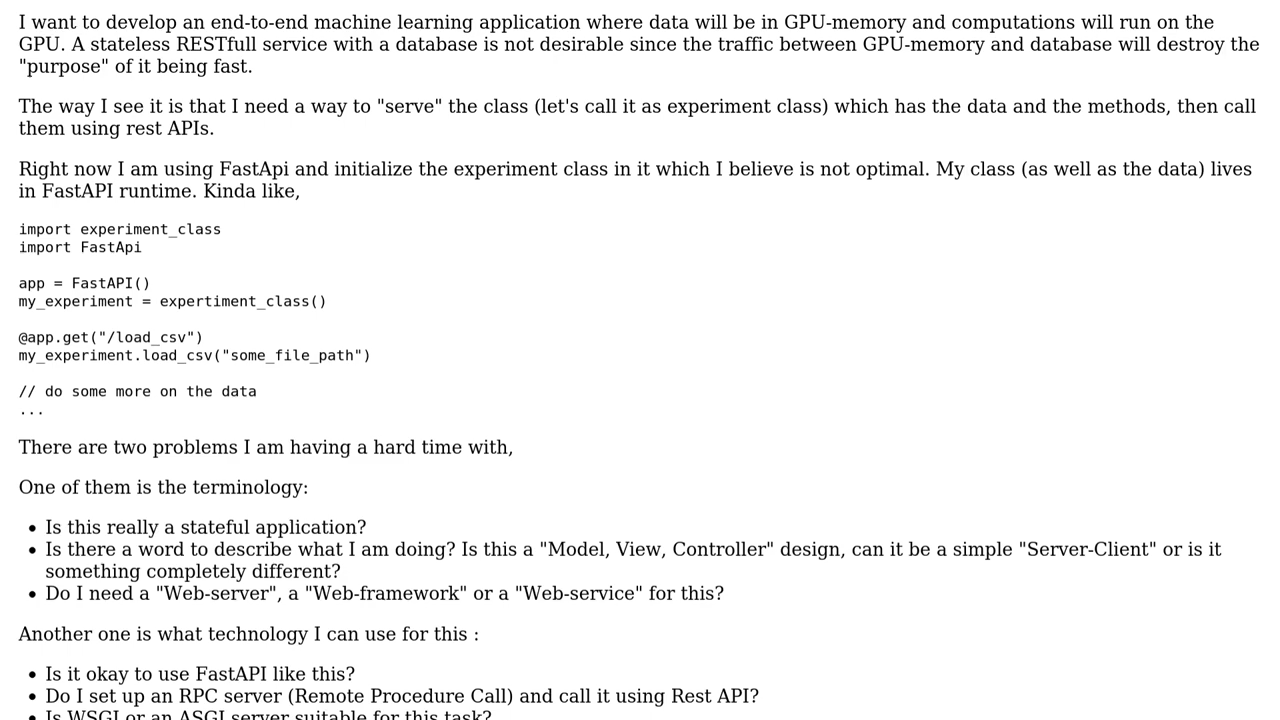 I want to develop an end-to-end machine learning application where data will be in GPU-memory and computations will run on the
GPU. A stateless RESTfull service with a database is not desirable since the traffic between GPU-memory and database will destroy the
"purpose" of it being fast.
The way I see it is that I need a way to "serve" the class (let's call it as experiment class) which has the data and the methods, then call
them using rest APIs.
Right now I am using FastApi and initialize the experiment class in it which I believe is not optimal. My class (as well as the data) lives
in FastAPI runtime. Kinda like,
import experiment_class
import FastApi
app = FastAPI()
my_experiment = expertiment_class()
@app.get("/load_csv")
my_experiment.load_csv("some_file_path")
// do some more on the data
...
There are two problems I am having a hard time with,
One of them is the terminology:
• Is this really a stateful application?
• Is there a word to describe what I am doing? Is this a "Model, View, Controller" design, can it be a simple "Server-Client" or is it
something completely different?
• Do I need a "Web-server", a "Web-framework" or a "Web-service" for this?
Another one is what technology I can use for this :
• Is it okay to use FastAPI like this?
• Do I set up an RPC server (Remote Procedure Call) and call it using Rest API?
• Is WSGI or an ASGI server suitable for this task?